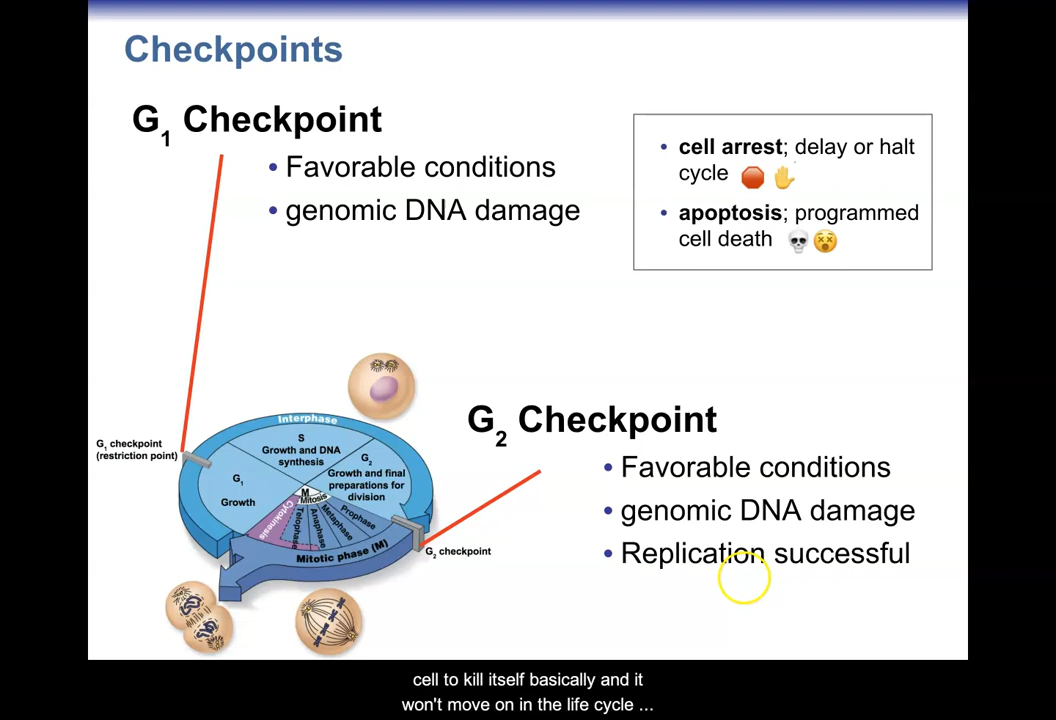 Checkpoints
G₁ Checkpoint
• Favorable conditions
• genomic DNA damage
• cell arrest; delay or halt
cycle 🛑 ✋
• apoptosis; programmed
cell death 💀 😵
G₂ Checkpoint
• Favorable conditions
• genomic DNA damage
• Replication successful
Interphase
S
Growth and DNA
synthesis
G₁ checkpoint
(restriction point)
G₁
Growth
G₂
Growth and final
preparations for
division
M
Mitosis
Cytokinesis
Telophase
Anaphase
Metaphase
Prophase
Mitotic phase (M)
G₂ checkpoint
cell to kill itself basically and it
won't move on in the life cycle ...